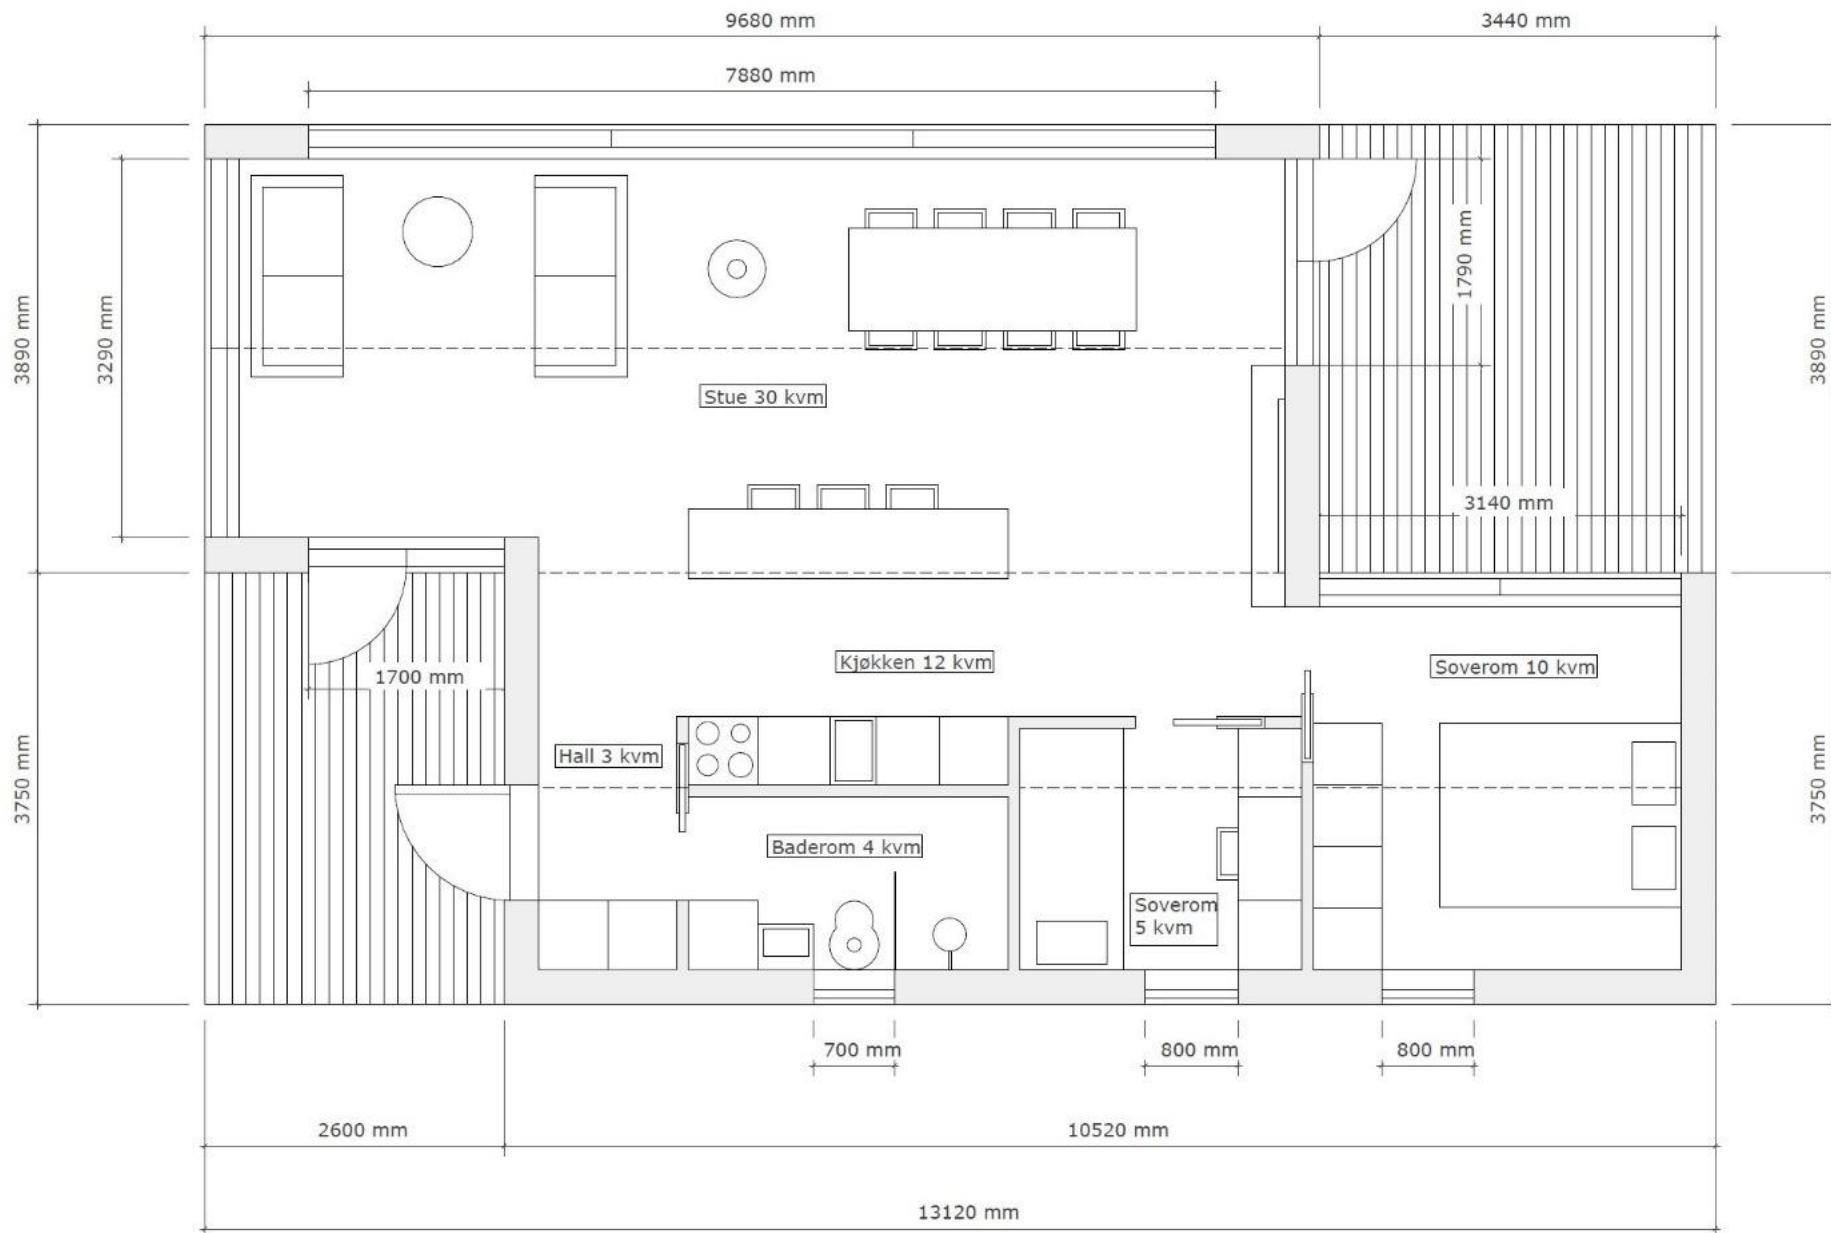 9680 mm
3440 mm
7880 mm
3890 mm
3290 mm
1790 mm
3890 mm
Stue 30 kvm
3140 mm
Kjøkken 12 kvm
Soverom 10 kvm
1700 mm
Hall 3 kvm
3750 mm
3750 mm
Baderom 4 kvm
Soverom
5 kvm
700 mm
800 mm
800 mm
2600 mm
10520 mm
13120 mm